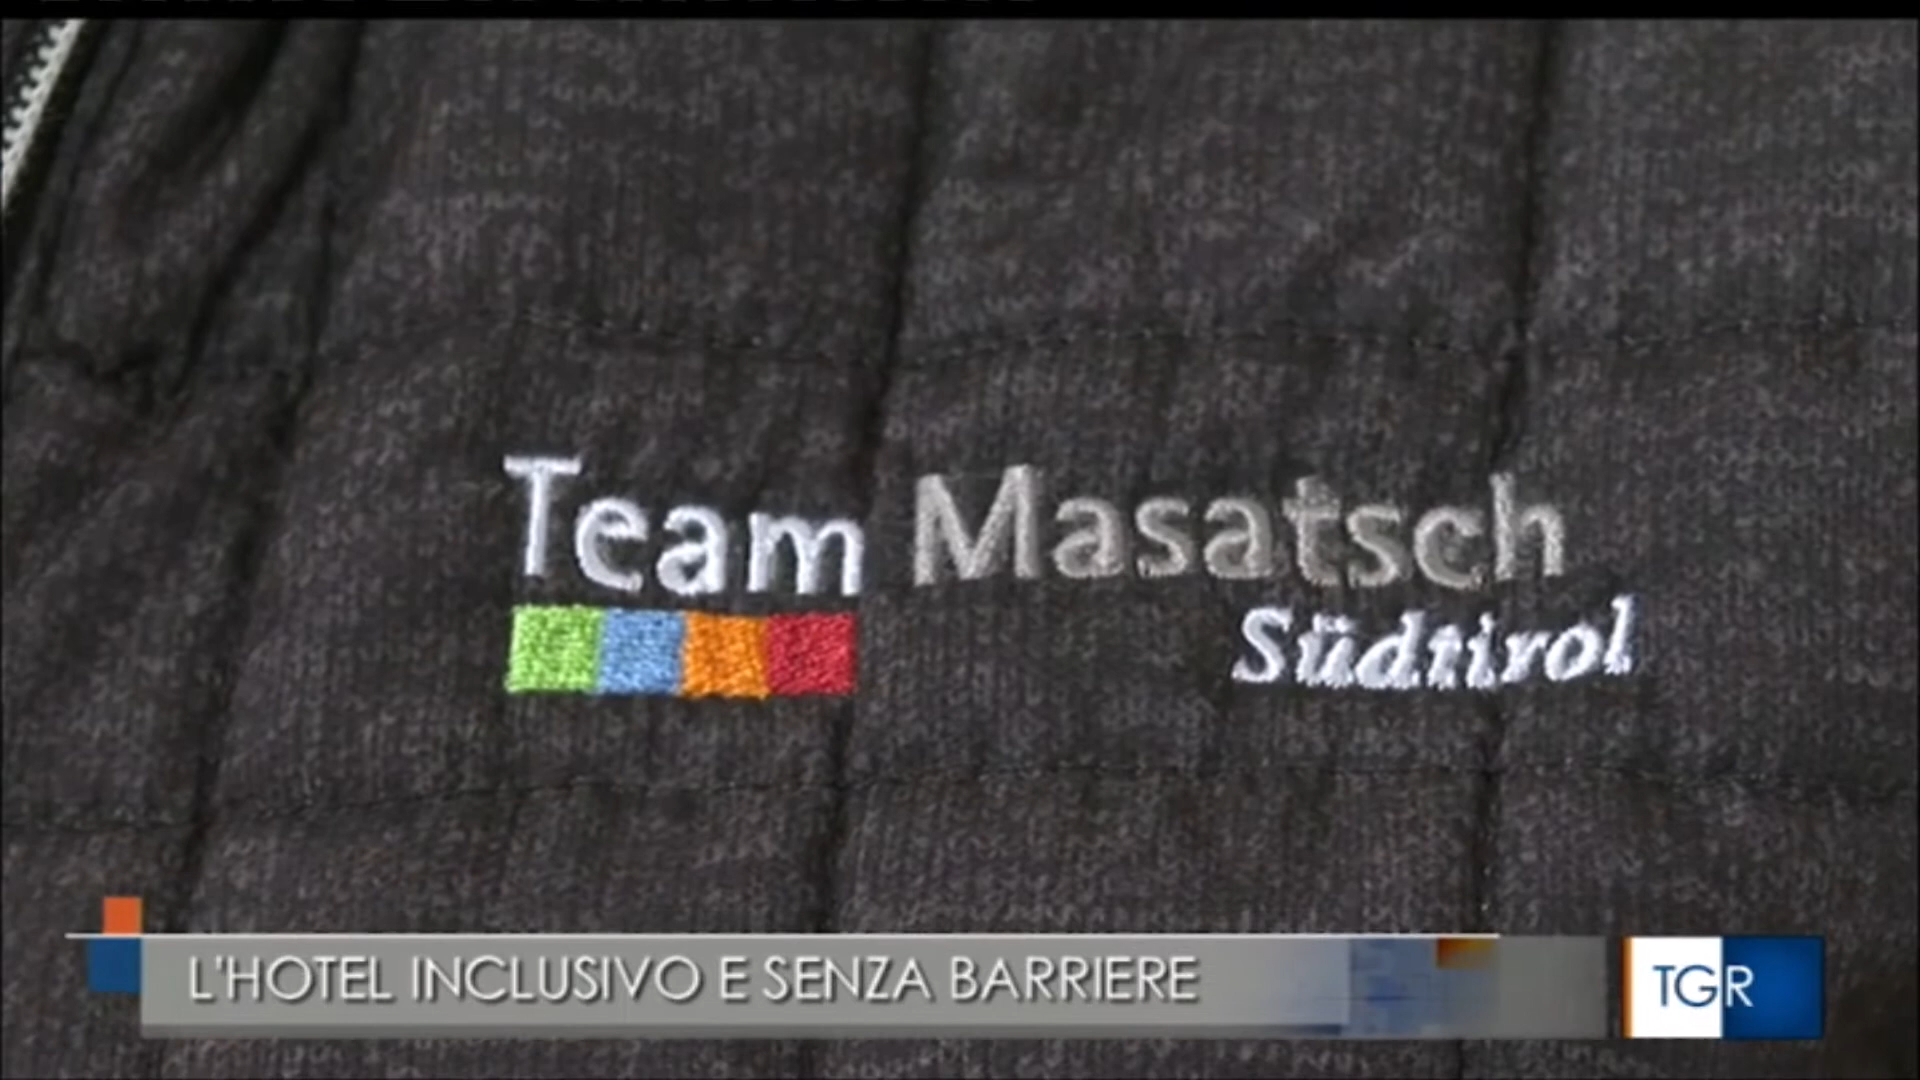 Team Masatsch
Südtirol
L'HOTEL INCLUSIVO E SENZA BARRIERE
TGR